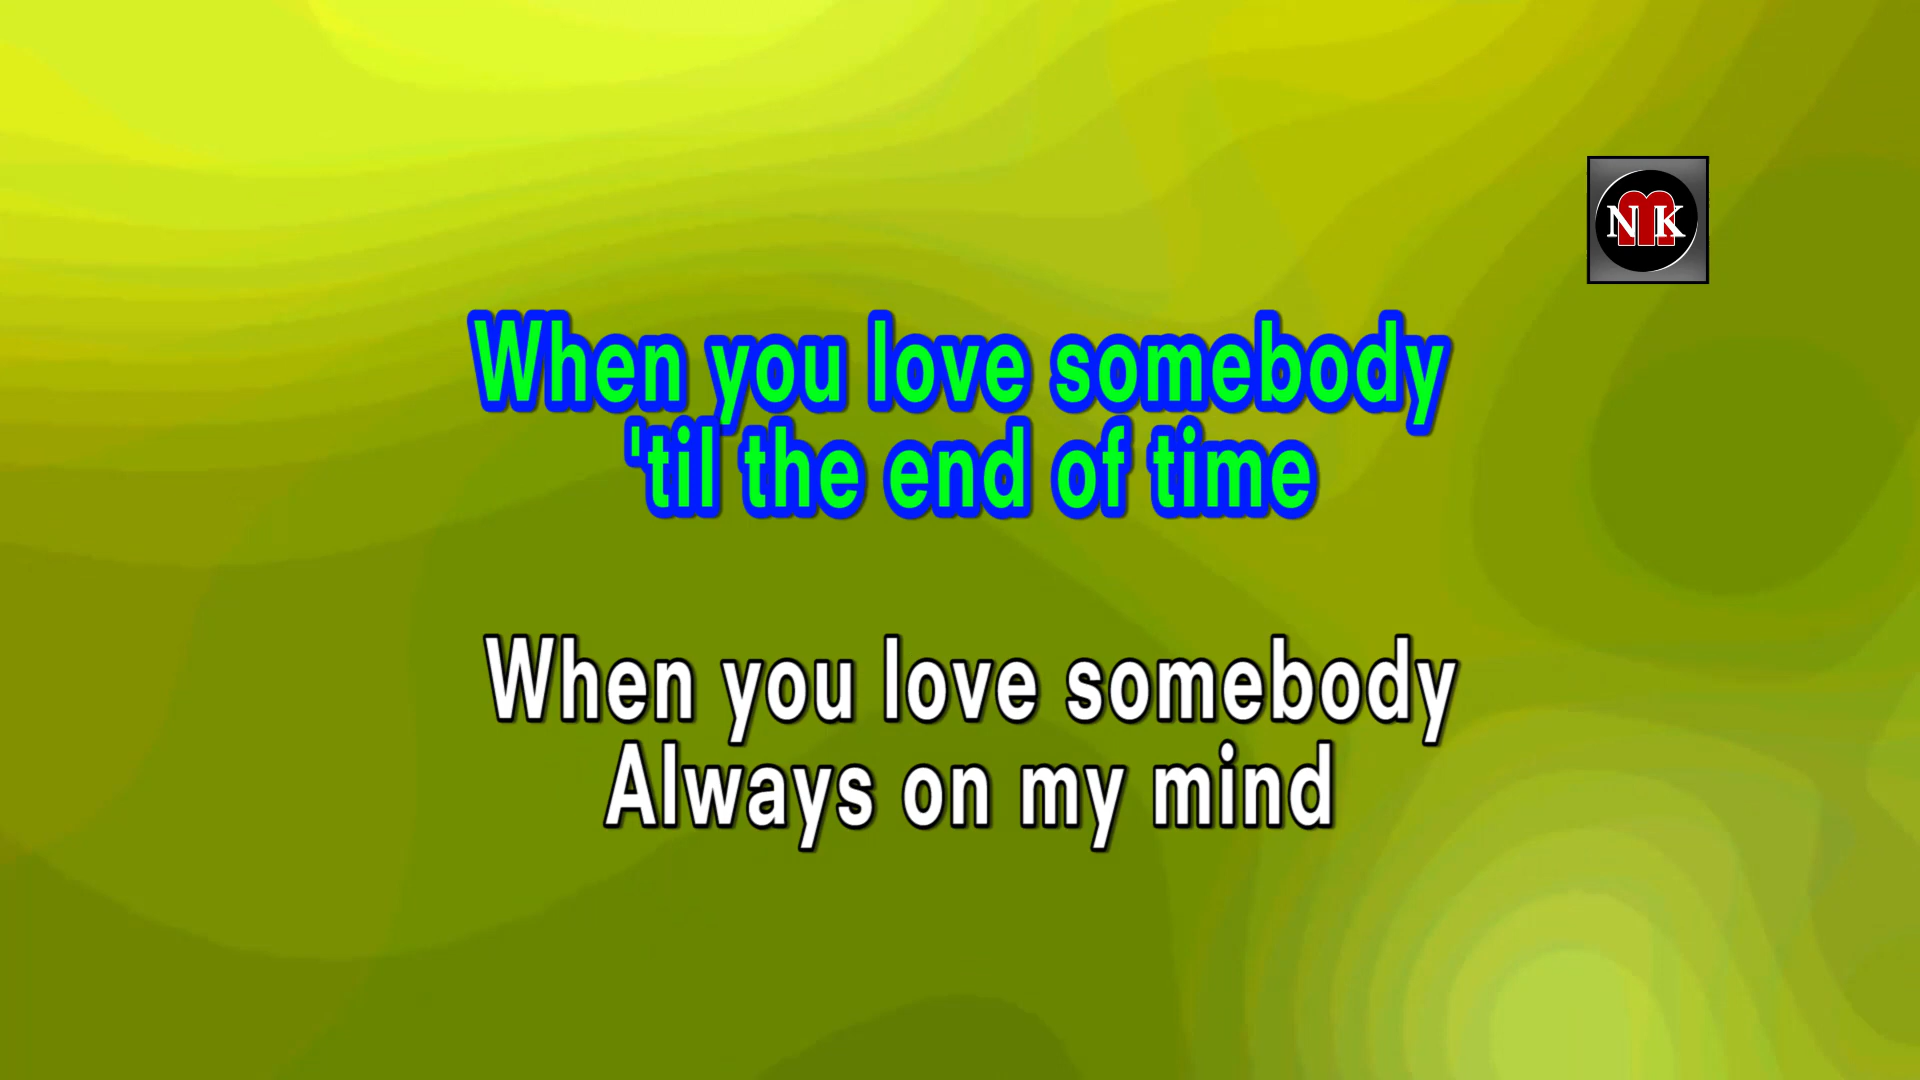 NMK
When you love somebody
'til the end of time
When you love somebody
Always on my mind